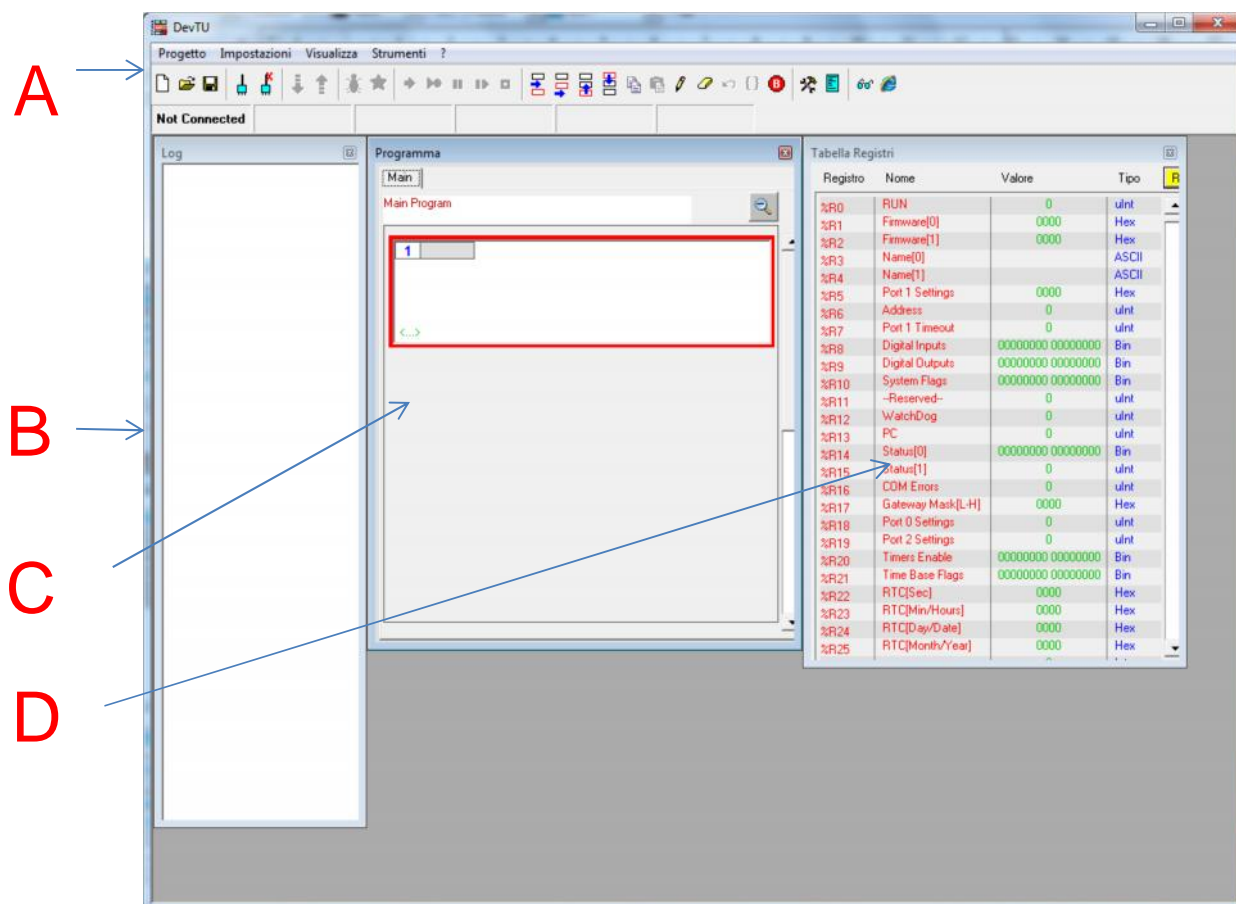 DevTU
Progetto Impostazioni Visualizza Strumenti ?
A
B
Not Connected
Log
B
C
D
Programma
Main
Main Program
1
<...>
Tabella Registri
Registro Nome Valore Tipo R
%R0 RUN 0 uInt
%R1 Firmware[0] 0000 Hex
%R2 Firmware[1] 0000 Hex
%R3 Name[0] ASCII
%R4 Name[1] ASCII
%R5 Port 1 Settings 0000 Hex
%R6 Address 0 uInt
%R7 Port 1 Timeout 0 uInt
%R8 Digital Inputs 00000000 00000000 Bin
%R9 Digital Outputs 00000000 00000000 Bin
%R10 System Flags 00000000 00000000 Bin
%R11 --Reserved-- 0 uInt
%R12 WatchDog 0 uInt
%R13 PC 0 uInt
%R14 Status[0] 00000000 00000000 Bin
%R15 Status[1] 0 uInt
%R16 COM Errors 0 uInt
%R17 Gateway Mask[L-H] 0000 Hex
%R18 Port 0 Settings 0 uInt
%R19 Port 2 Settings 0 uInt
%R20 Timers Enable 00000000 00000000 Bin
%R21 Time Base Flags 00000000 00000000 Bin
%R22 RTC[Sec] 0000 Hex
%R23 RTC[Min/Hours] 0000 Hex
%R24 RTC[Day/Date] 0000 Hex
%R25 RTC[Month/Year] 0000 Hex